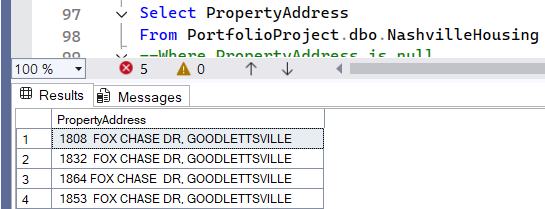 97 Select PropertyAddress
98 From PortfolioProject.dbo.NashvilleHousing
99 --Where PropertyAddress is null
100 % 5 0
Results Messages
PropertyAddress
1 1808  FOX CHASE DR, GOODLETTSVILLE
2 1832  FOX CHASE DR, GOODLETTSVILLE
3 1864 FOX CHASE  DR, GOODLETTSVILLE
4 1853  FOX CHASE DR, GOODLETTSVILLE